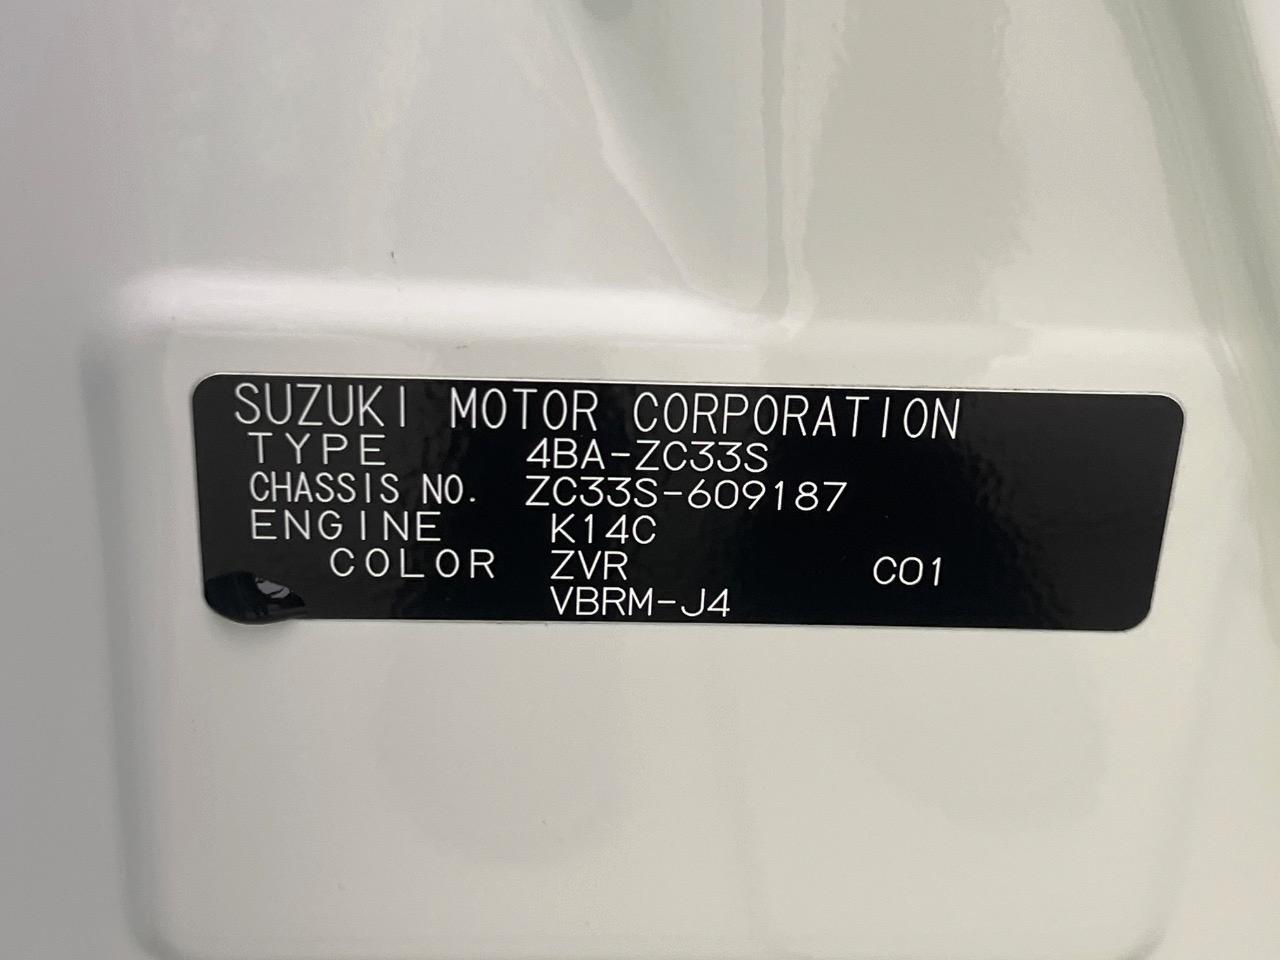 SUZUKI MOTOR CORPORATION
TYPE 4BA-ZC33S
CHASSIS NO. ZC33S-609187
ENGINE K14C
COLOR ZVR C01
VBRM-J4